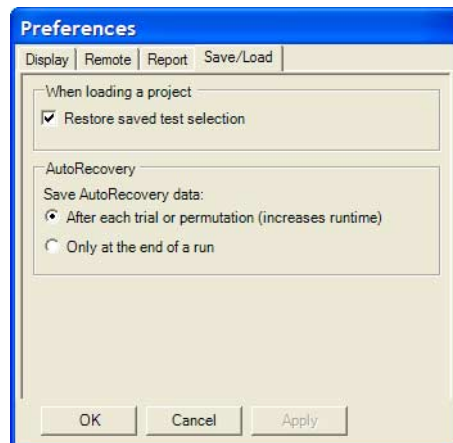 Preferences
Display Remote Report Save/Load
When loading a project
Restore saved test selection
AutoRecovery
Save AutoRecovery data:
After each trial or permutation (increases runtime)
Only at the end of a run
OK Cancel Apply